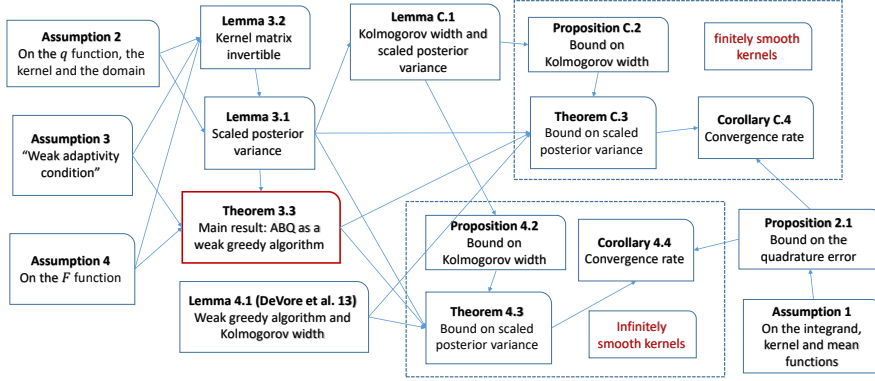 Assumption 2
On the q function, the
kernel and the domain
Lemma 3.2
Kernel matrix
invertible
Lemma C.1
Kolmogorov width and
scaled posterior
variance
Proposition C.2
Bound on
Kolmogorov width
finitely smooth
kernels
Assumption 3
“Weak adaptivity
condition”
Lemma 3.1
Scaled posterior
variance
Theorem C.3
Bound on scaled
posterior variance
Corollary C.4
Convergence rate
Theorem 3.3
Main result: ABQ as a
weak greedy algorithm
Assumption 4
On the F function
Proposition 4.2
Bound on
Kolmogorov width
Corollary 4.4
Convergence rate
Proposition 2.1
Bound on the
quadrature error
Lemma 4.1 (DeVore et al. 13)
Weak greedy algorithm and
Kolmogorov width
Theorem 4.3
Bound on scaled
posterior variance
Infinitely
smooth kernels
Assumption 1
On the integrand,
kernel and mean
functions